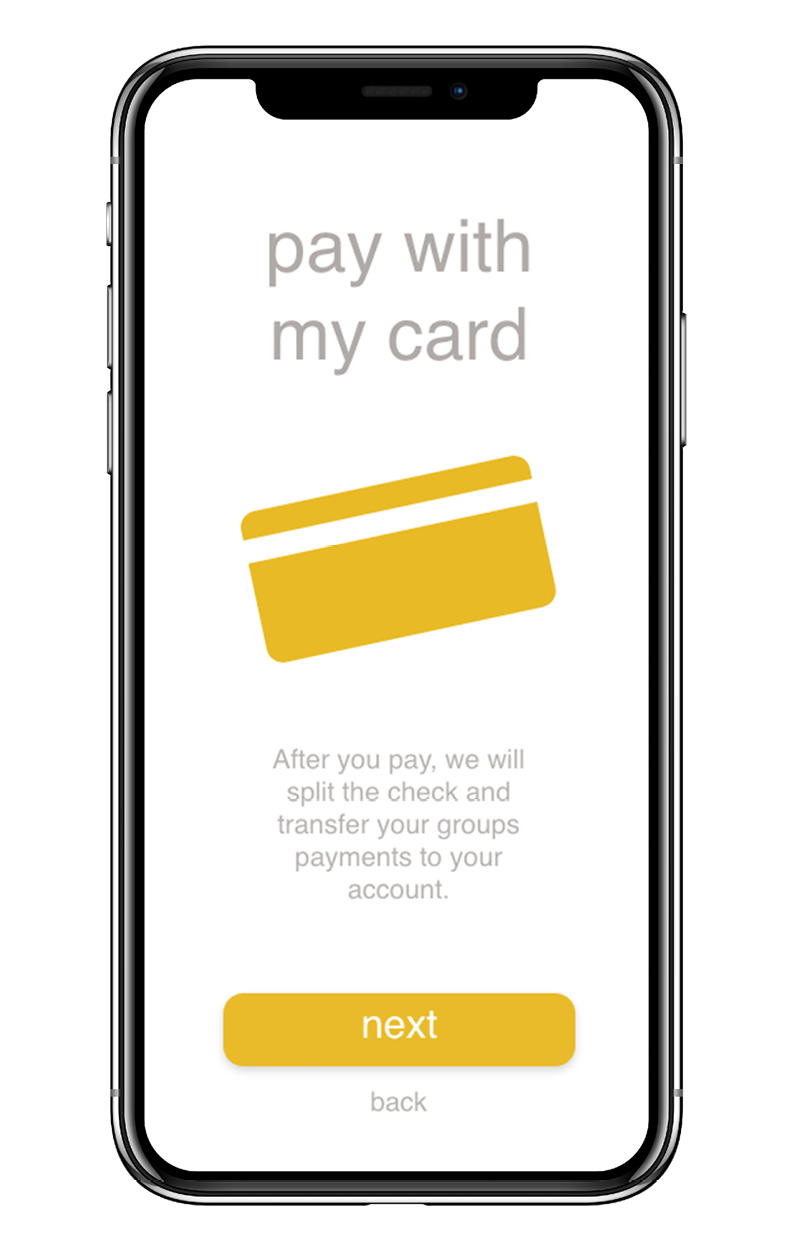 pay with
my card
After you pay, we will
split the check and
transfer your groups
payments to your
account.
next
back